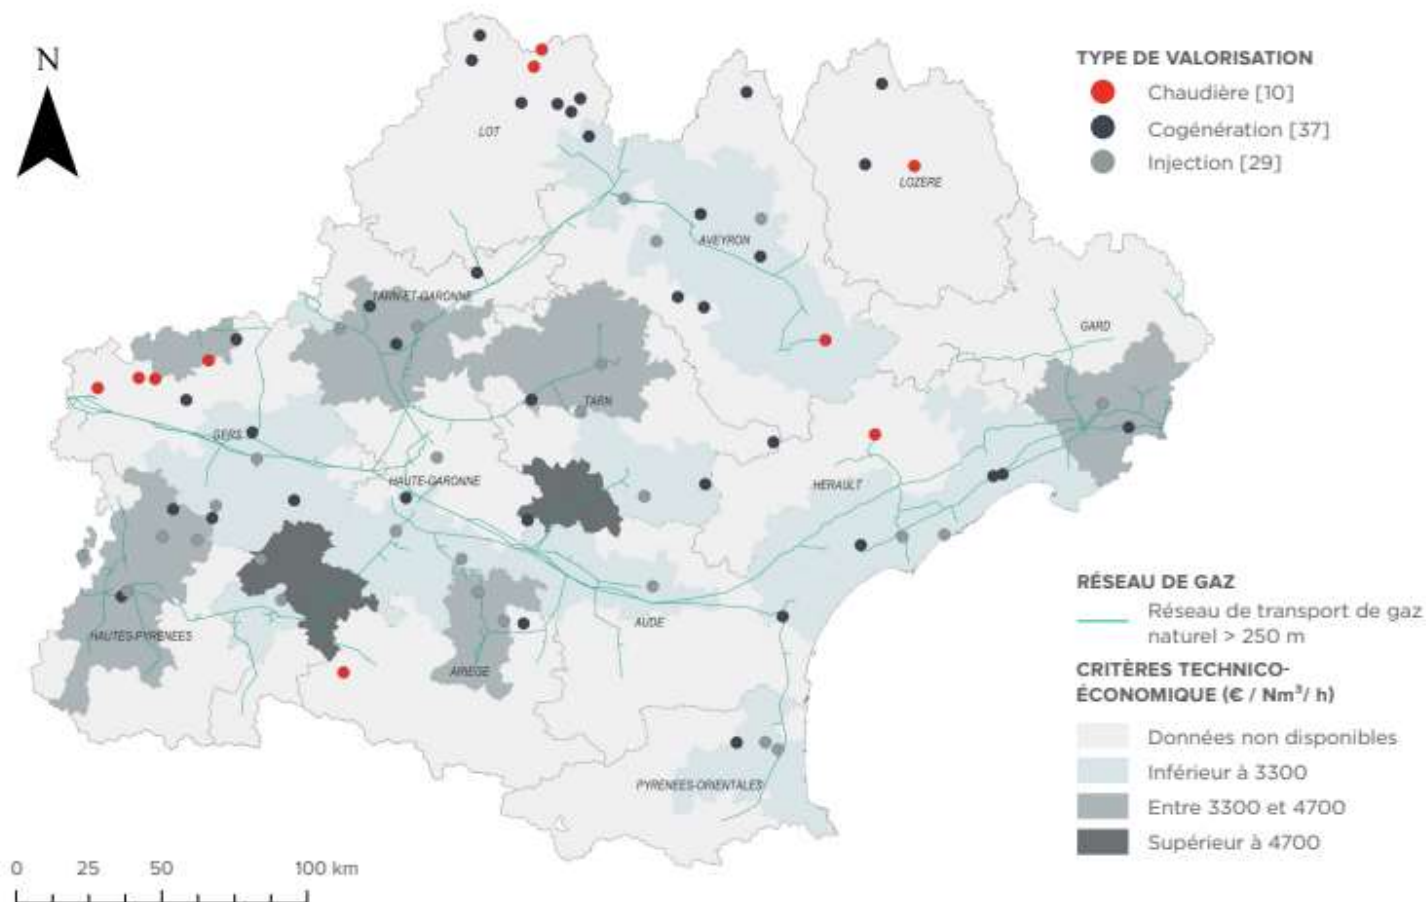 N
TYPE DE VALORISATION
Chaudière [10]
Cogénération [37]
Injection [29]
LOT
LOZERE
AVEYRON
TARN-ET-GARONNE
GARD
TARN
GERS
HAUTE-GARONNE
HERAULT
RÉSEAU DE GAZ
Réseau de transport de gaz
naturel > 250 m
AUDE
HAUTES-PYRENEES
ARIEGE
CRITÈRES TECHNICO-
ÉCONOMIQUE (€ / Nm³/ h)
Données non disponibles
Inférieur à 3300
PYRENEES-ORIENTALES
Entre 3300 et 4700
Supérieur à 4700
0 25 50 100 km